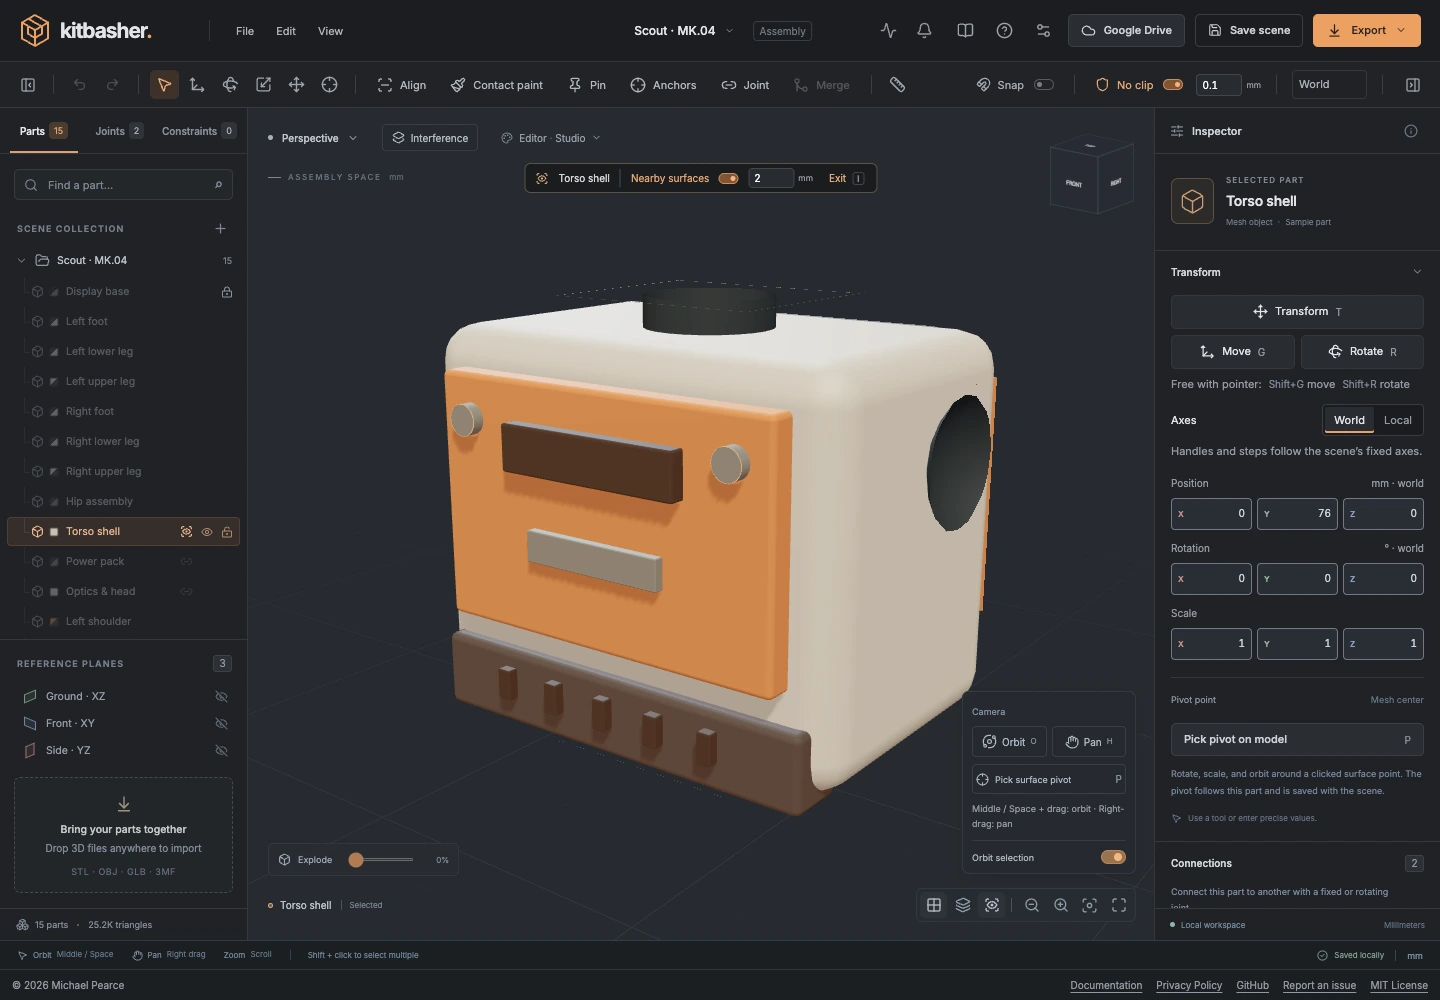 kitbasher.
File Edit View
Scout · MK.04 Assembly
Google Drive Save scene Export
Align Contact paint Pin Anchors Joint Merge Snap No clip 0.1 mm World
Parts 15 Joints 2 Constraints 0
Find a part...
SCENE COLLECTION
Scout · MK.04 15
Display base
Left foot
Left lower leg
Left upper leg
Right foot
Right lower leg
Right upper leg
Hip assembly
Torso shell
Power pack
Optics & head
Left shoulder
REFERENCE PLANES 3
Ground · XZ
Front · XY
Side · YZ
Bring your parts together
Drop 3D files anywhere to import
STL · OBJ · GLB · 3MF
15 parts · 25.2K triangles
Perspective Interference Editor · Studio
ASSEMBLY SPACE mm
Torso shell Nearby surfaces 2 mm Exit I
FRONT RIGHT
Camera
Orbit O Pan H
Pick surface pivot P
Middle / Space + drag: orbit · Right-
drag: pan
Orbit selection
Explode 0%
Torso shell Selected
Inspector
SELECTED PART
Torso shell
Mesh object · Sample part
Transform
Transform T
Move G Rotate R
Free with pointer: Shift+G move Shift+R rotate
Axes World Local
Handles and steps follow the scene's fixed axes.
Position mm · world
X 0 Y 76 Z 0
Rotation ° · world
X 0 Y 0 Z 0
Scale
X 1 Y 1 Z 1
Pivot point Mesh center
Pick pivot on model P
Rotate, scale, and orbit around a clicked surface point. The
pivot follows this part and is saved with the scene.
Use a tool or enter precise values.
Connections 2
Connect this part to another with a fixed or rotating
joint.
Local workspace Millimeters
Orbit Middle / Space Pan Right drag Zoom Scroll Shift + click to select multiple
Saved locally mm
© 2026 Michael Pearce
Documentation Privacy Policy GitHub Report an issue MIT License